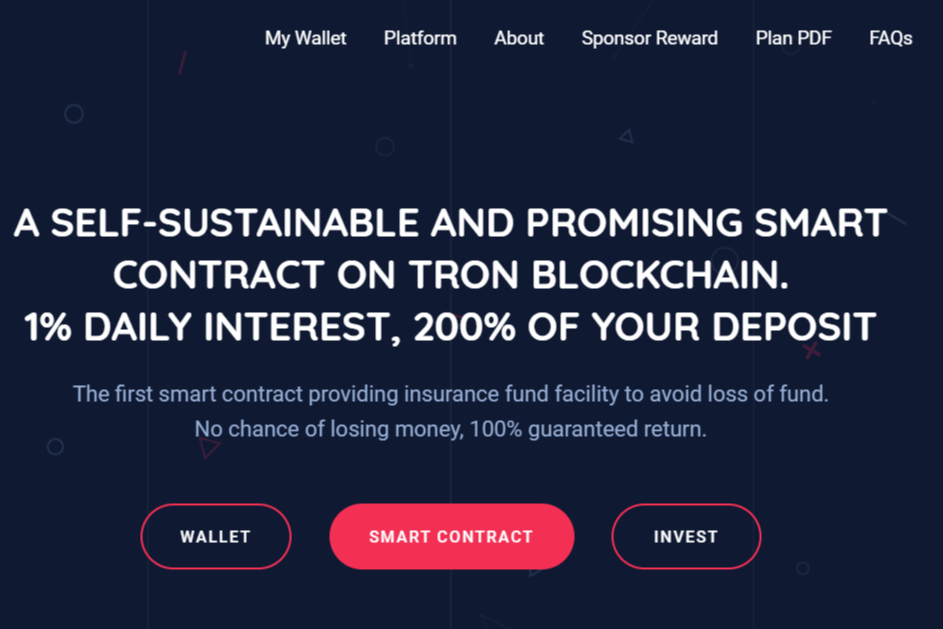 My Wallet Platform About Sponsor Reward Plan PDF FAQs
A SELF-SUSTAINABLE AND PROMISING SMART
CONTRACT ON TRON BLOCKCHAIN.
1% DAILY INTEREST, 200% OF YOUR DEPOSIT
The first smart contract providing insurance fund facility to avoid loss of fund.
No chance of losing money, 100% guaranteed return.
WALLET SMART CONTRACT INVEST